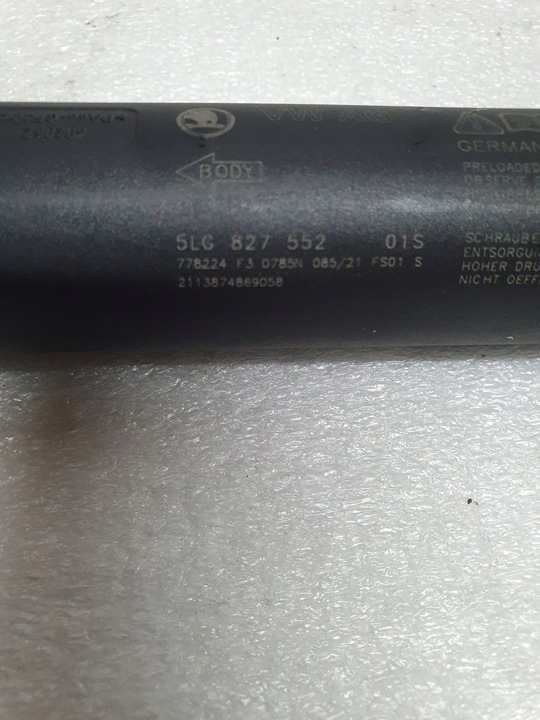 VW AG
BODY
GERMAN
PRELOADED
OBSERVE
5LG 827 552 01S
778224 F3 0785N 085/21 FS01 S
2113874869058
SCHRAUBE
ENTSORGUN
HOHER DRU
NICHT OEFF